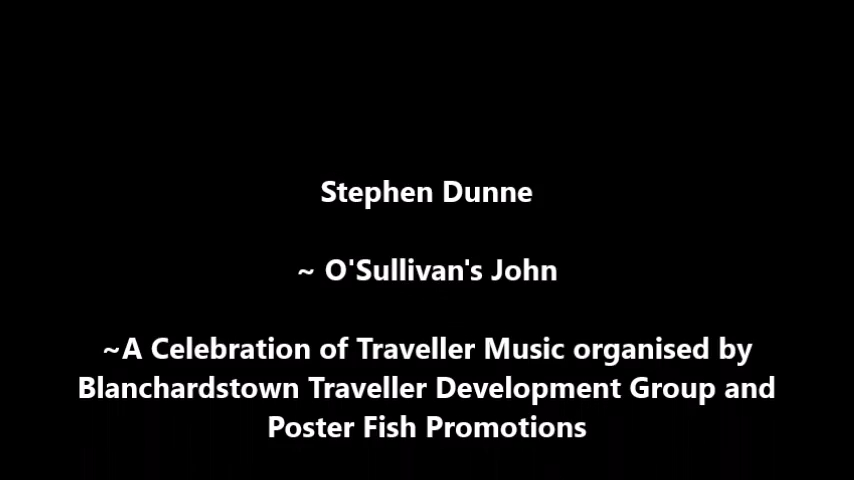 Stephen Dunne
~ O'Sullivan's John
~A Celebration of Traveller Music organised by
Blanchardstown Traveller Development Group and
Poster Fish Promotions